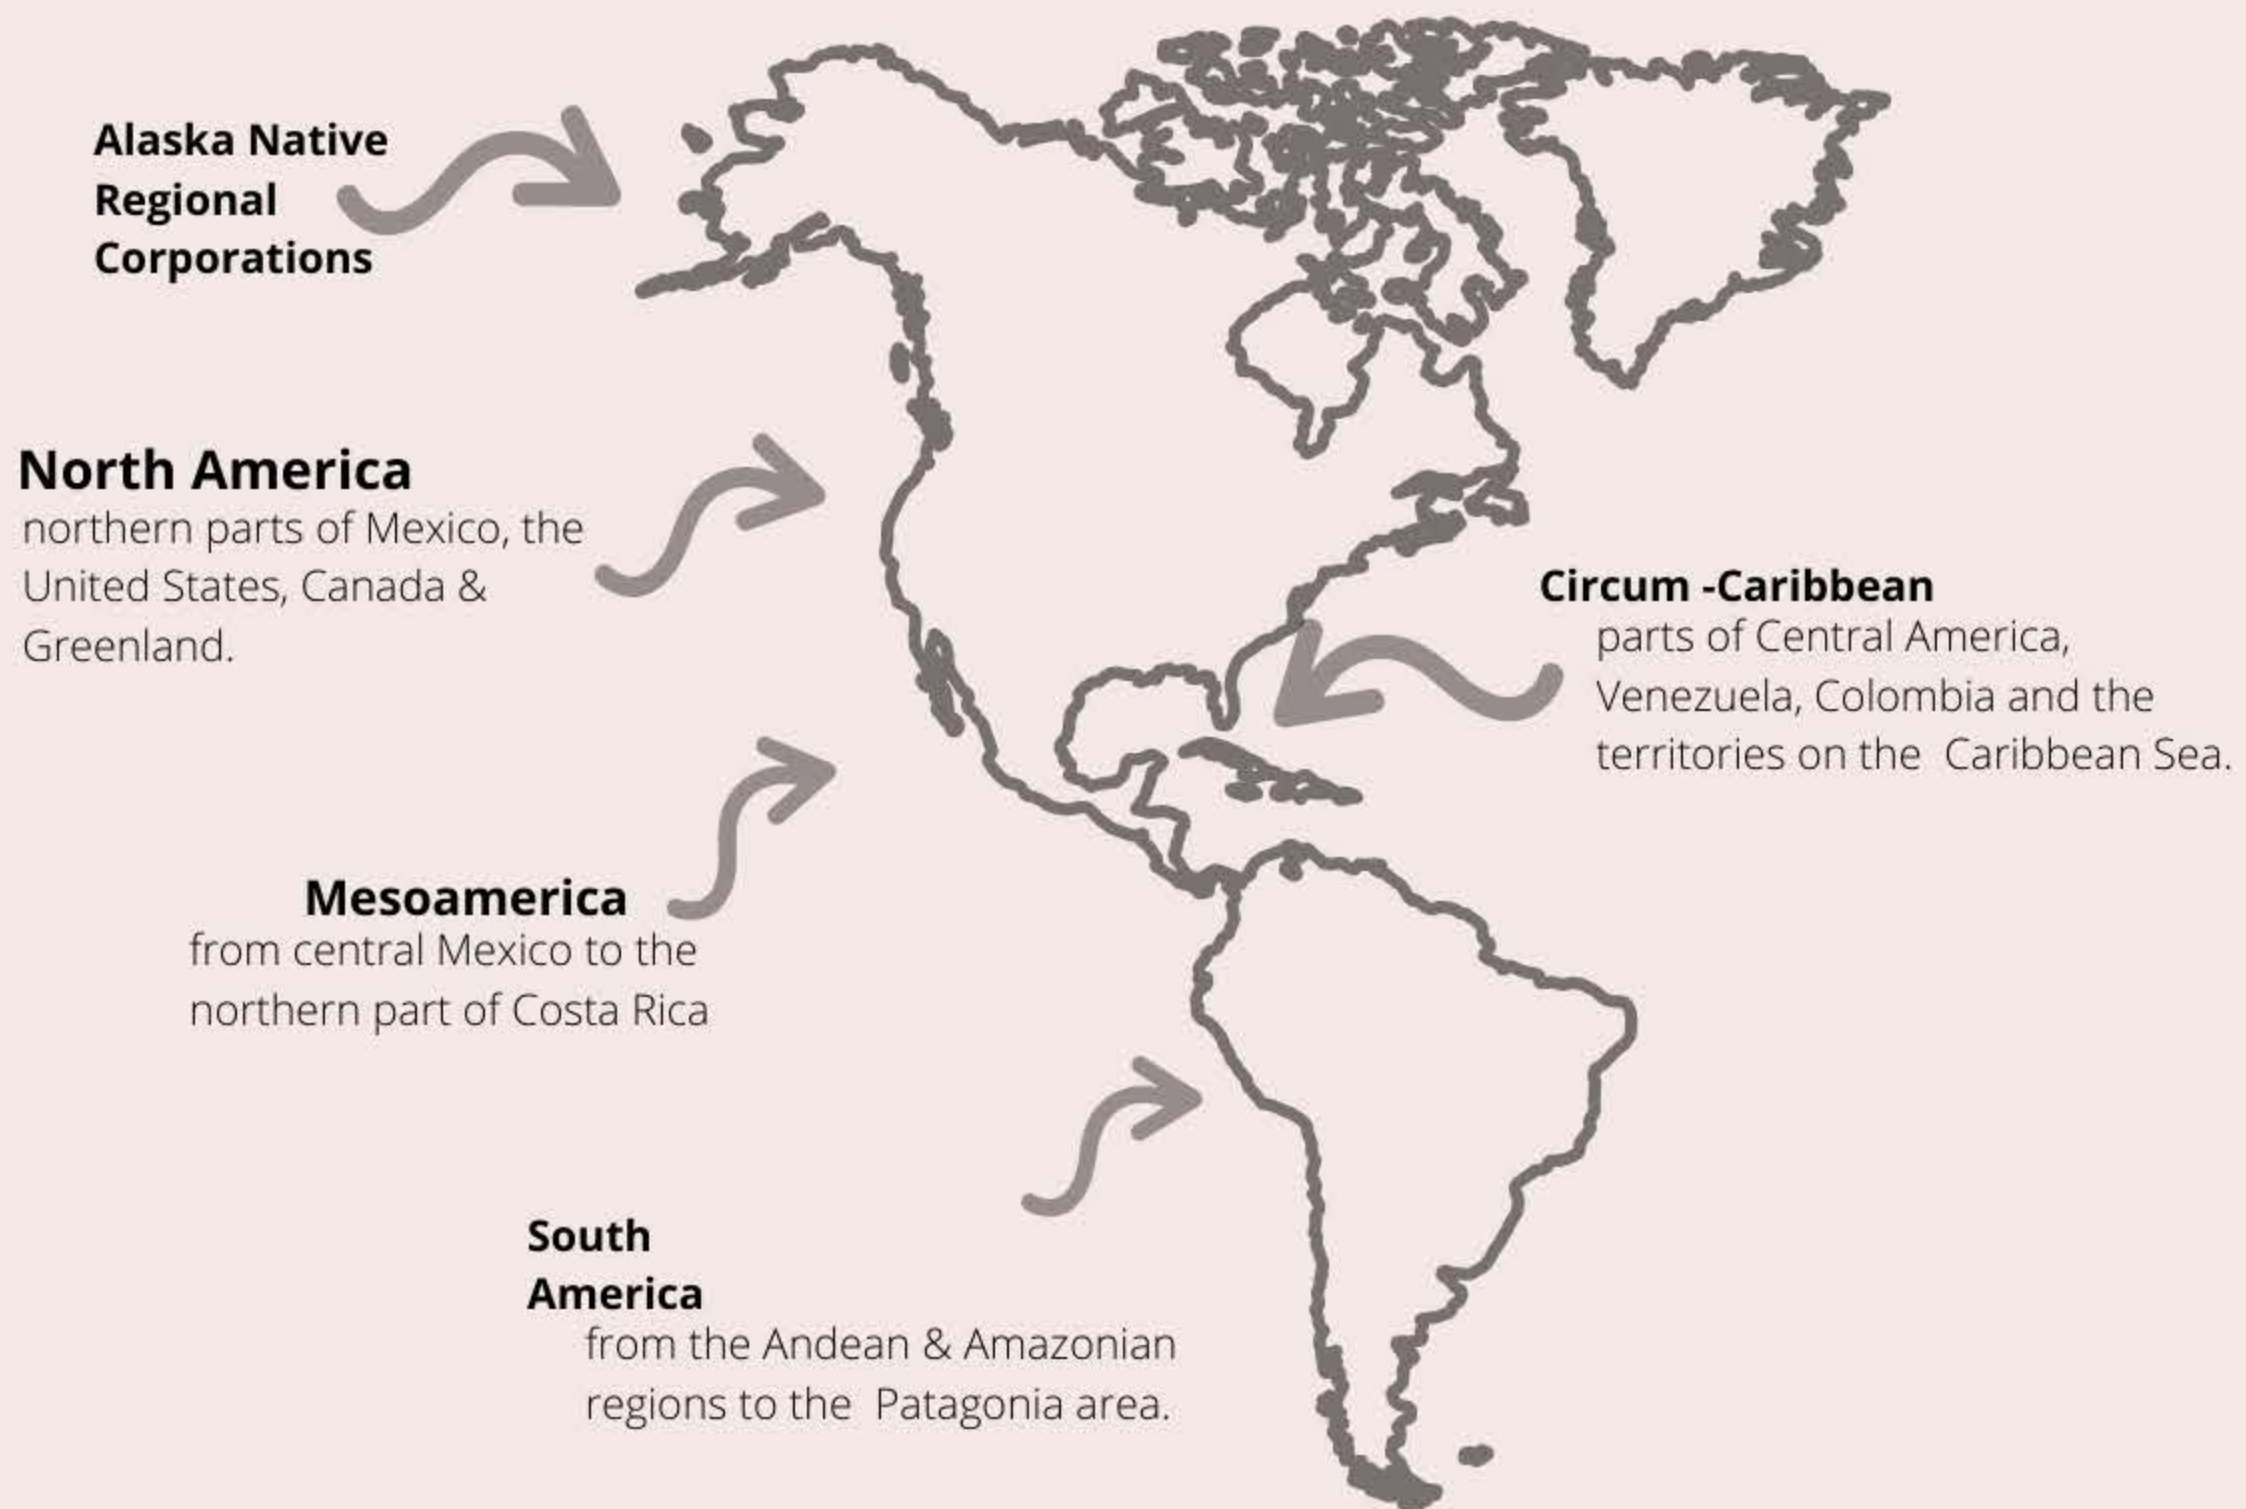 Alaska Native
Regional
Corporations
North America
northern parts of Mexico, the
United States, Canada &
Greenland.
Circum -Caribbean
parts of Central America,
Venezuela, Colombia and the
territories on the  Caribbean Sea.
Mesoamerica
from central Mexico to the
northern part of Costa Rica
South
America
from the Andean & Amazonian
regions to the  Patagonia area.